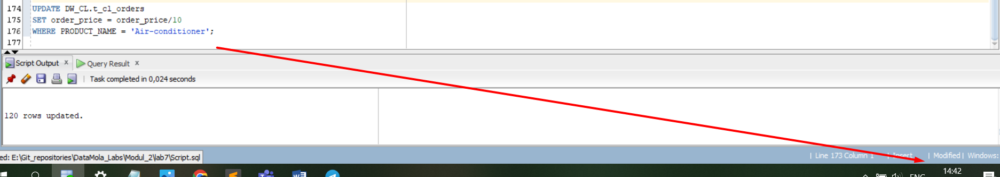 174 UPDATE DW_CL.t_cl_orders
175 SET order_price = order_price/10
176 WHERE PRODUCT_NAME = 'Air-conditioner';
177
Script Output x Query Result x
Task completed in 0,024 seconds
120 rows updated.
ed: E:\Git_repositories\DataMola_Labs\Modul_2\lab7\Script.sql
| Line 173 Column 1 | Insert | Modified | Windows:
ENG 14:42